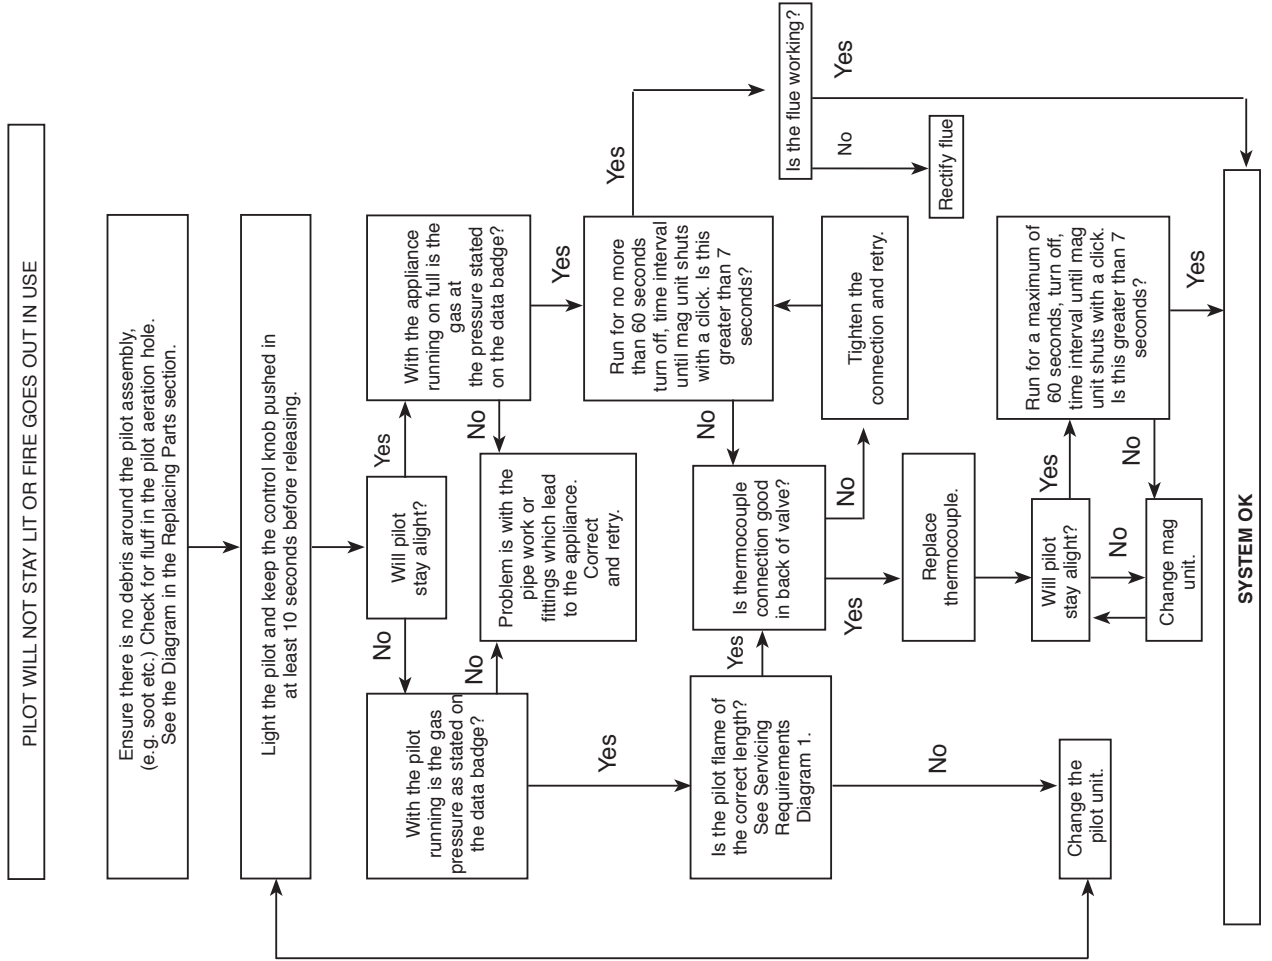 PILOT WILL NOT STAY LIT OR FIRE GOES OUT IN USE
Ensure there is no debris around the pilot assembly,
(e.g. soot etc.) Check for fluff in the pilot aeration hole.
See the Diagram in the Replacing Parts section.
Light the pilot and keep the control knob pushed in
at least 10 seconds before releasing.
Will pilot
stay alight?
No
Yes
With the pilot
running is the gas
pressure as stated on
the data badge?
No
Yes
With the appliance
running on full is the
gas at
the pressure stated
on the data badge?
No
Yes
Problem is with the
pipe work or
fittings which lead
to the appliance.
Correct
and retry.
Run for no more
than 60 seconds
turn off, time interval
until mag unit shuts
with a click. Is this
greater than 7
seconds?
No
Yes
Is the pilot flame of
the correct length?
See Servicing
Requirements
Diagram 1.
Yes
No
Is thermocouple
connection good
in back of valve?
Yes
No
Tighten the
connection and retry.
Is the flue working?
No
Yes
Rectify flue
Replace
thermocouple.
Will pilot
stay alight?
Yes
No
Run for a maximum of
60 seconds, turn off,
time interval until mag
unit shuts with a click.
Is this greater than 7
seconds?
No
Yes
Change the
pilot unit.
Change mag
unit.
SYSTEM OK